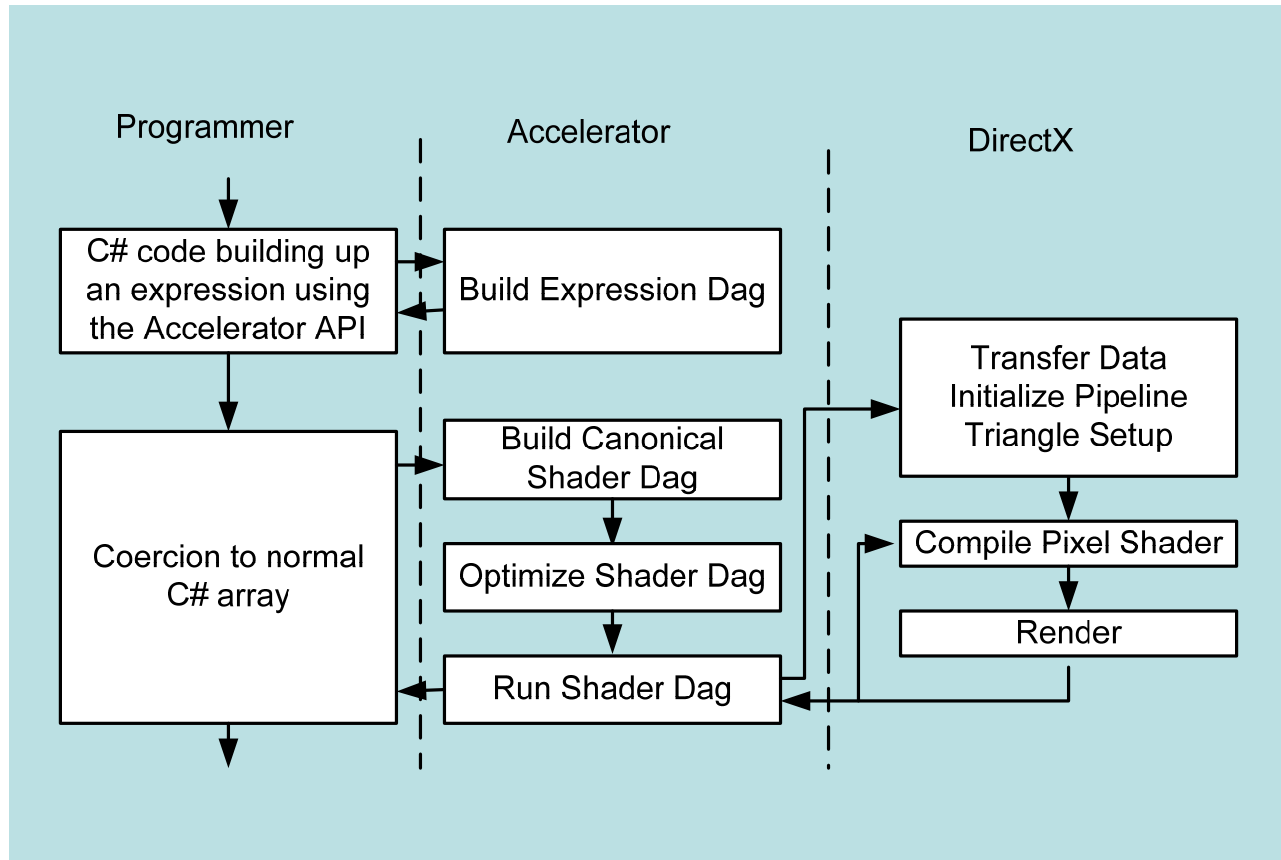 Programmer
Accelerator
DirectX
C# code building up
an expression using
the Accelerator API
Build Expression Dag
Transfer Data
Initialize Pipeline
Triangle Setup
Build Canonical
Shader Dag
Coercion to normal
C# array
Optimize Shader Dag
Compile Pixel Shader
Render
Run Shader Dag